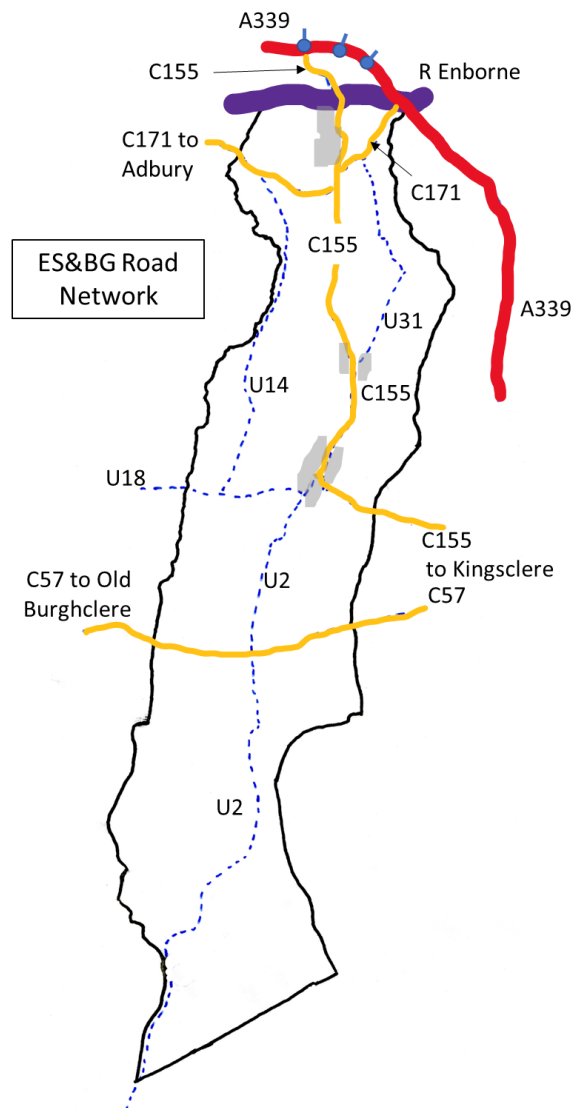 A339
C155
R Enborne
C171 to
Adbury
C171
C155
ES&BG Road
Network
A339
U31
U14
C155
U18
C155
to Kingsclere
U2
C57 to Old
Burghclere
C57
U2